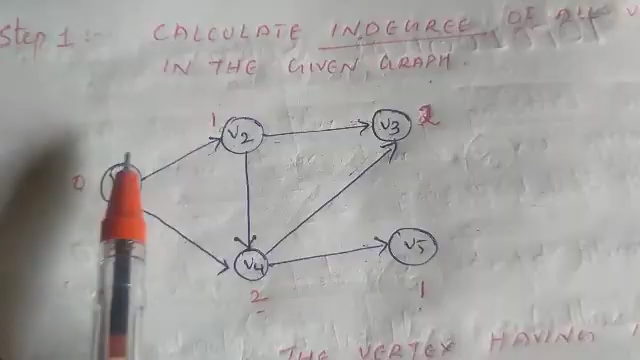 Step 1:- CALCULATE INDEGREE OF ALL V
IN THE GIVEN GRAPH.
1
V2
V3 2
0
V4
V5
2
1
THE VERTEX HAVING